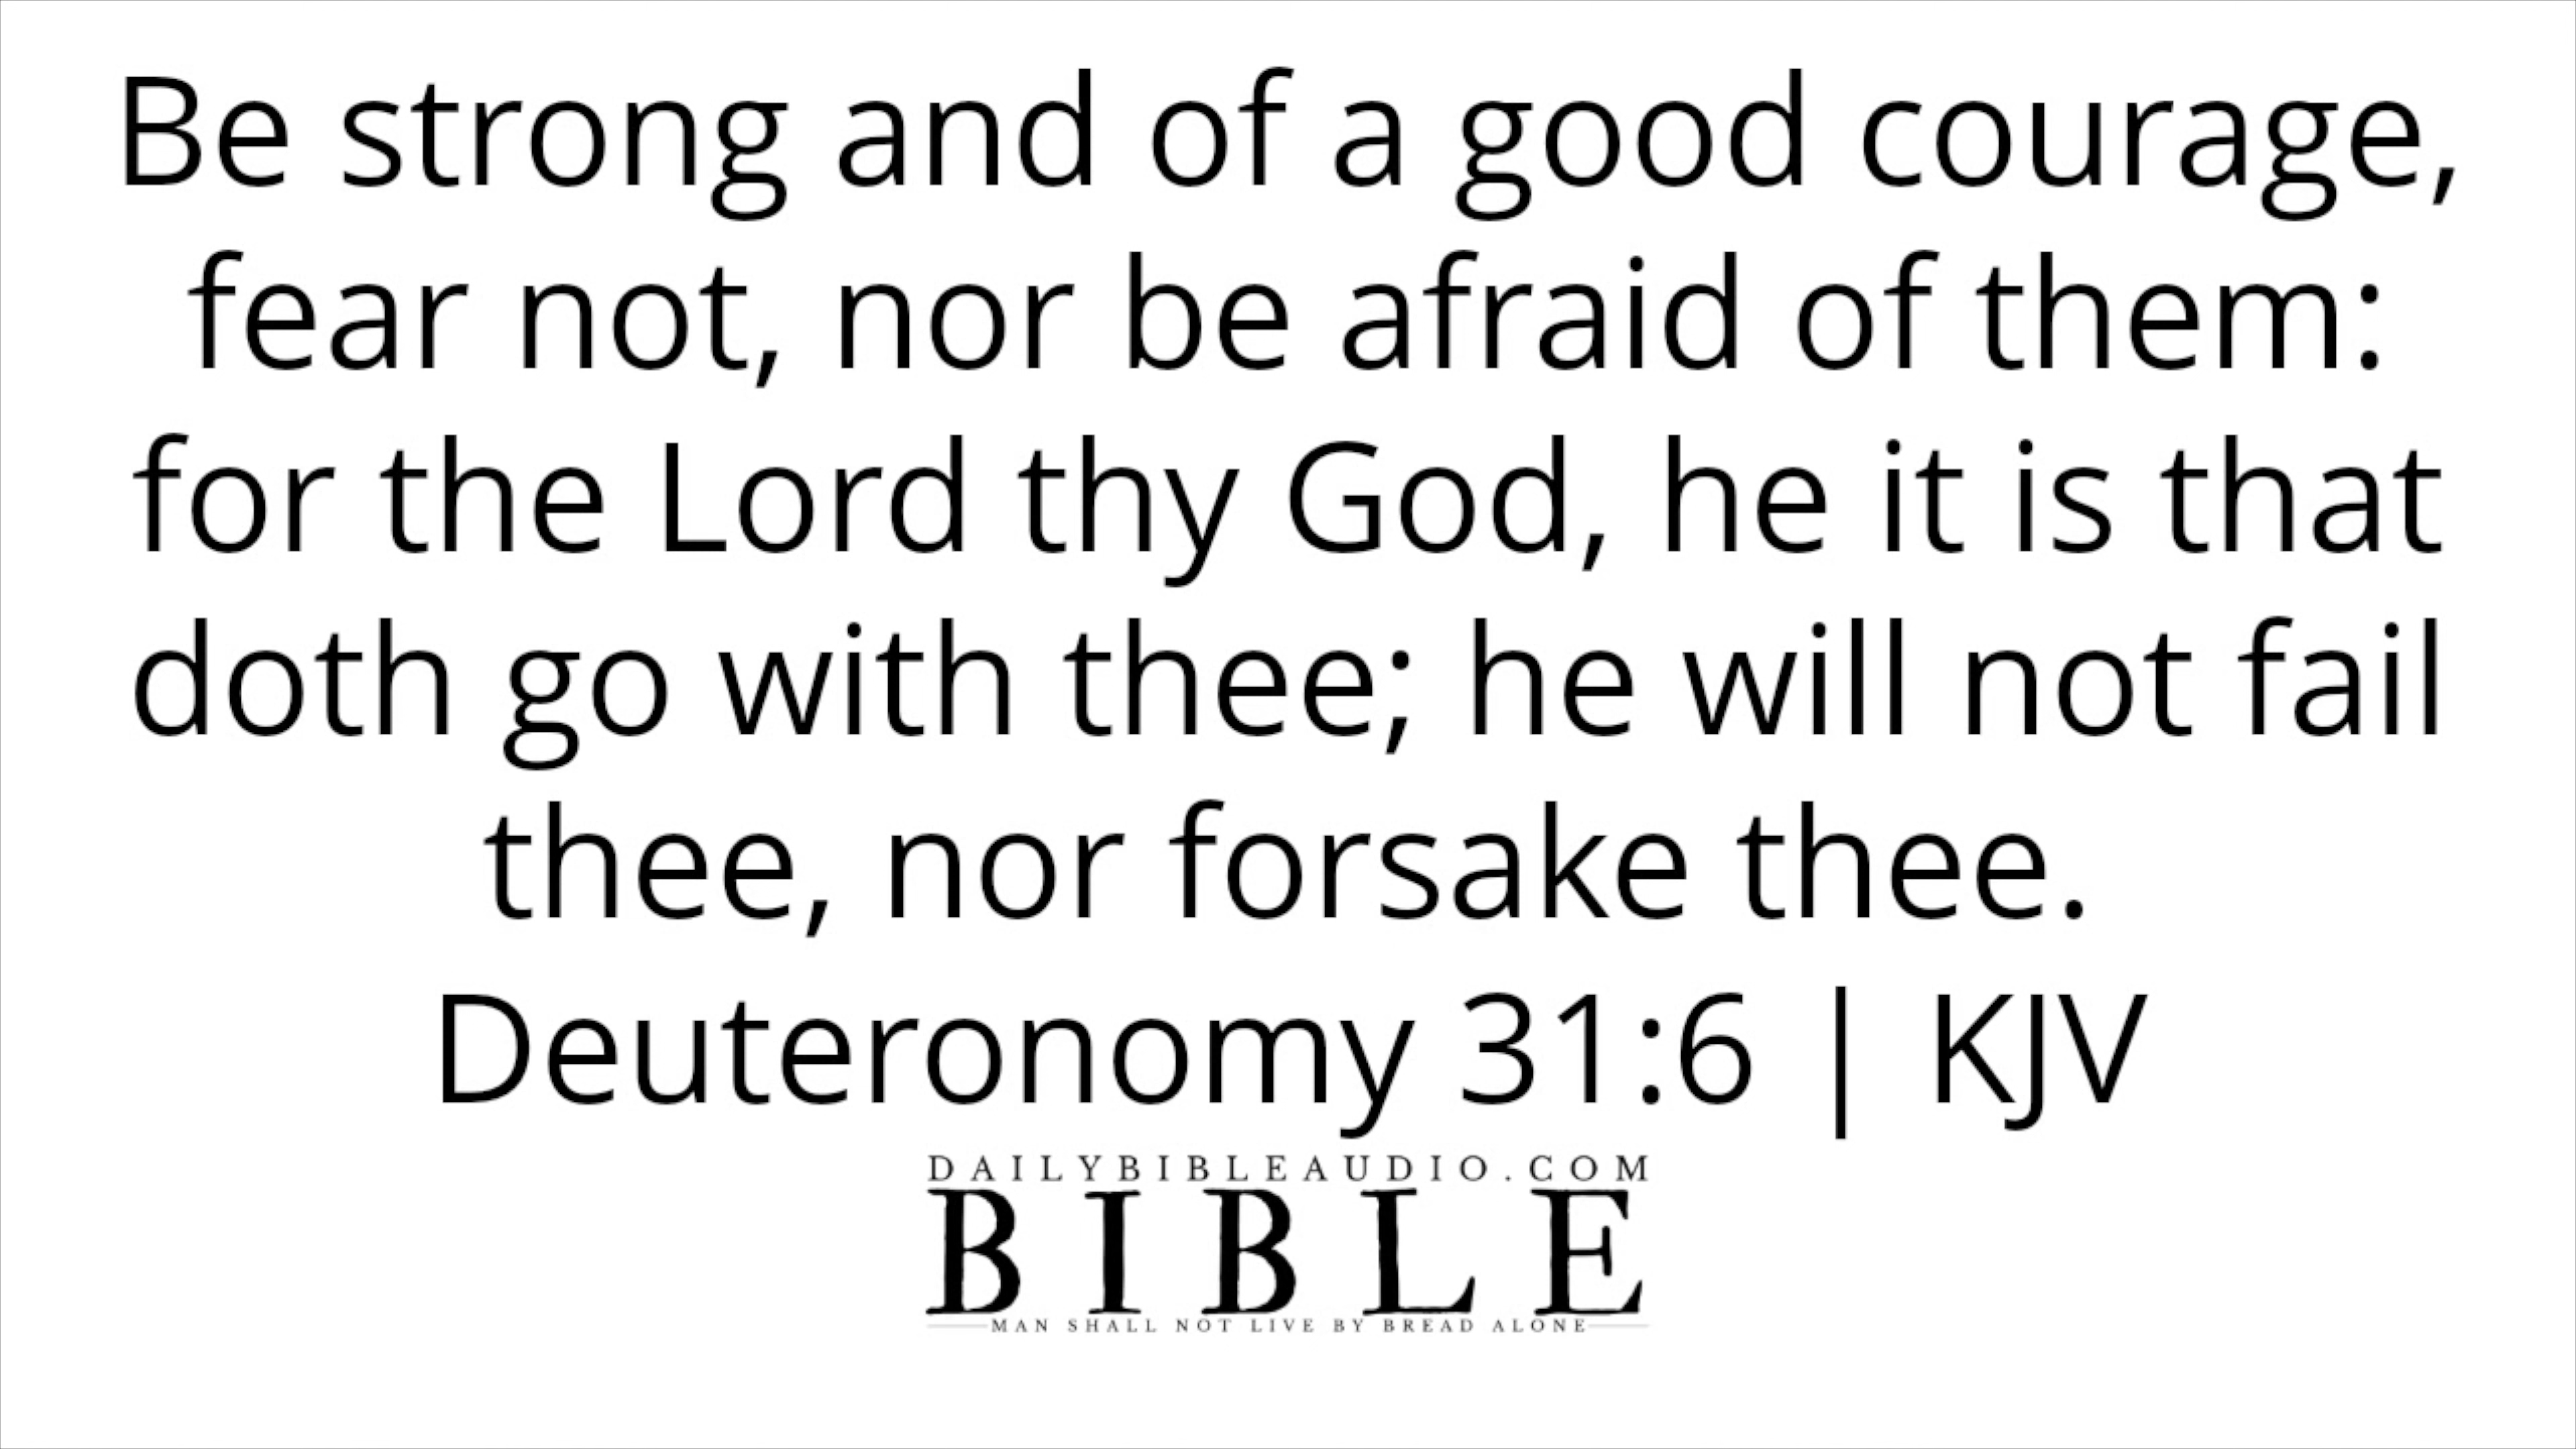 Be strong and of a good courage,
fear not, nor be afraid of them:
for the Lord thy God, he it is that
doth go with thee; he will not fail
thee, nor forsake thee.
Deuteronomy 31:6 | KJV
DAILYBIBLEAUDIO.COM
BIBLE
MAN SHALL NOT LIVE BY BREAD ALONE